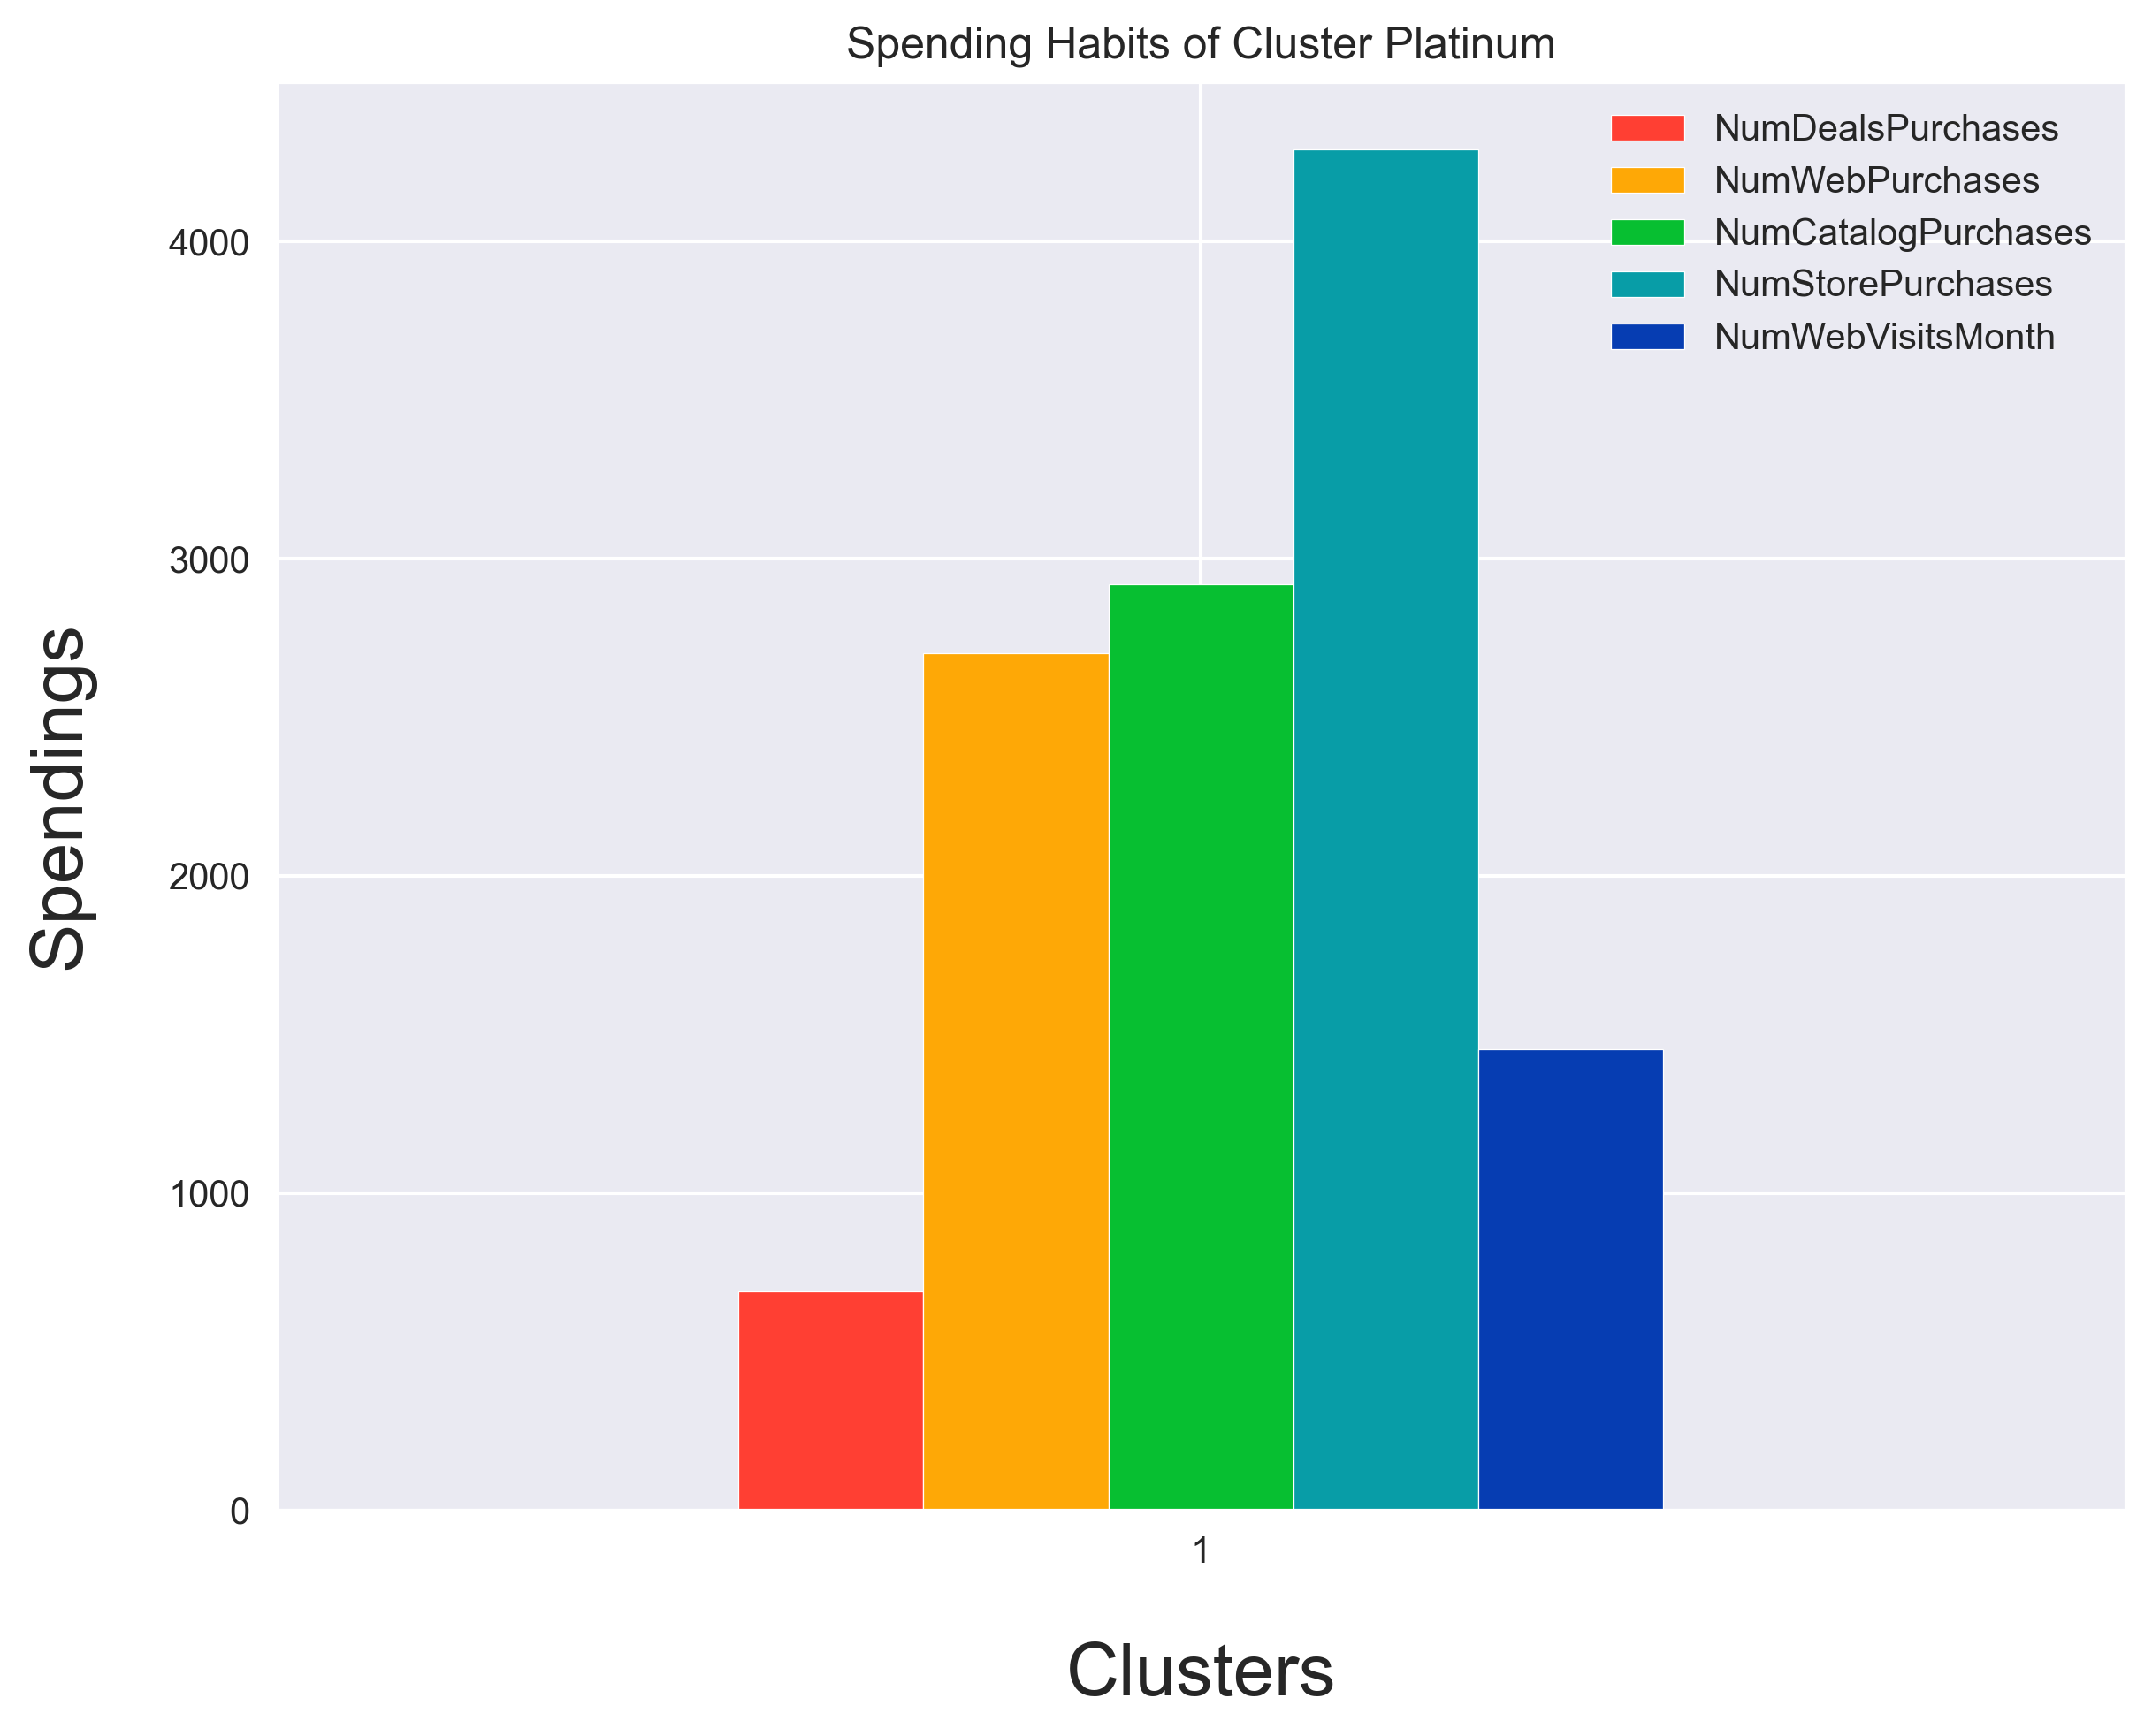 Spending Habits of Cluster Platinum
NumDealsPurchases
NumWebPurchases
NumCatalogPurchases
NumStorePurchases
NumWebVisitsMonth
4000
3000
2000
1000
0
Spendings
1
Clusters